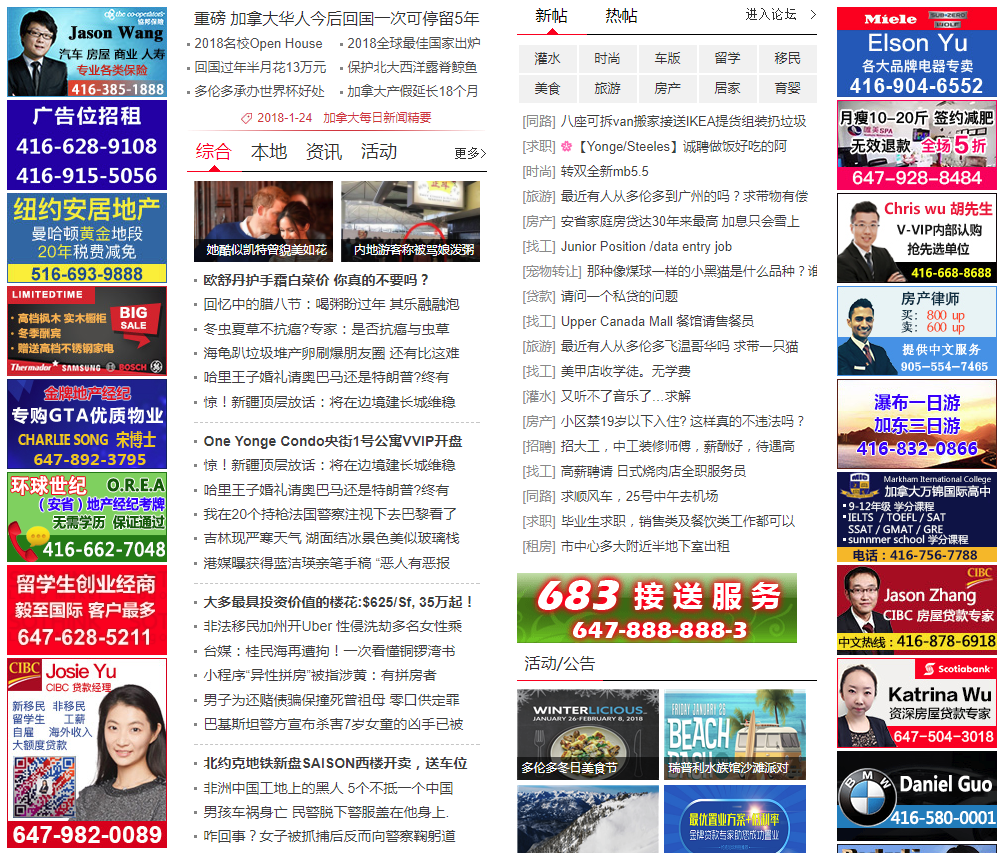 the co-operators
協邦保險
Jason Wang
汽车 房屋 商业 人寿
专业各类保险
416-385-1888
广告位招租
416-628-9108
416-915-5056
纽约安居地产
曼哈顿黄金地段
20年税费减免
516-693-9888
LIMITEDTIME
BIG
SALE
高档枫木 实木橱柜
冬季酬宾
赠送高档不锈钢家电
Thermador SAMSUNG BOSCH
金牌地产经纪
专购GTA优质物业
CHARLIE SONG 宋博士
647-892-3795
环球世纪 O.R.E.A
(安省)地产经纪考牌
无需学历 保证通过
416-662-7048
留学生创业经商
毅至国际 客户最多
647-628-5211
CIBC Josie Yu
CIBC 贷款经理
新移民 非移民
留学生 工薪
自雇 海外收入
大额度贷款
647-982-0089
重磅 加拿大华人今后回国一次可停留5年
2018名校Open House
2018全球最佳国家出炉
回国过年半月花13万元
保护北大西洋露脊鲸鱼
多伦多承办世界杯好处
加拿大产假延长18个月
2018-1-24 加拿大每日新闻精要
综合 本地 资讯 活动 更多
她酷似凯特曾貌美如花
内地游客称被骂娘泼粥
欧舒丹护手霜白菜价 你真的不要吗？
回忆中的腊八节：喝粥盼过年 其乐融融泡
冬虫夏草不抗癌?专家：是否抗癌与虫草
海龟趴垃圾堆产卵刷爆朋友圈 还有比这难
哈里王子婚礼请奥巴马还是特朗普?终有
惊！新疆顶层放话：将在边境建长城维稳
One Yonge Condo央街1号公寓VVIP开盘
惊！新疆顶层放话：将在边境建长城维稳
哈里王子婚礼请奥巴马还是特朗普?终有
我在20个持枪法国警察注视下去巴黎看了
吉林现严寒天气 湖面结冰景色美似玻璃栈
港媒曝获得蓝洁瑛亲笔手稿 “恶人有恶报
大多最具投资价值的楼花:$625/Sf, 35万起！
非法移民加州开Uber 性侵洗劫多名女性乘
台媒：桂民海再遭拘！一次看懂铜锣湾书
小程序“异性拼房”被指涉黄：有拼房者
男子为还赌债骗保撞死曾祖母 零口供定罪
巴基斯坦警方宣布杀害7岁女童的凶手已被
北约克地铁新盘SAISON西楼开卖，送车位
非洲中国工地上的黑人 5个不抵一个中国
男孩车祸身亡 民警脱下警服盖在他身上.
咋回事？女子被抓捕后反而向警察鞠躬道
新帖 热帖 进入论坛
灌水 时尚 车版 留学 移民
美食 旅游 房产 居家 育婴
[同路] 八座可拆van搬家接送IKEA提货组装扔垃圾
[求职] 【Yonge/Steeles】诚聘做饭好吃的阿
[时尚] 转双全新mb5.5
[旅游] 最近有人从多伦多到广州的吗？求带物有偿
[房产] 安省家庭房贷达30年来最高 加息只会雪上
[找工] Junior Position /data entry job
[宠物转让] 那种像煤球一样的小黑猫是什么品种？谁
[贷款] 请问一个私贷的问题
[找工] Upper Canada Mall 餐馆请售餐员
[旅游] 最近有人从多伦多飞温哥华吗 求带一只猫
[找工] 美甲店收学徒。无学费
[灌水] 又听不了音乐了...求解
[房产] 小区禁19岁以下入住? 这样真的不违法吗？
[招聘] 招大工，中工装修师傅，薪酬好，待遇高
[找工] 高薪聘请 日式烧肉店全职服务员
[同路] 求顺风车，25号中午去机场
[求职] 毕业生求职，销售类及餐饮类工作都可以
[租房] 市中心多大附近半地下室出租
683 接送服务
647-888-888-3
活动/公告
WINTERLICIOUS
JANUARY 26-FEBRUARY 8, 2018
多伦多冬日美食节
FRIDAY JANUARY 26
BEACH
瑞普利水族馆沙滩派对
最优置业方案+低利率
金牌贷款专家助您成功置业
Miele SUB-ZERO
WOLF
Elson Yu
各大品牌电器专卖
416-904-6552
月瘦10-20斤 签约减肥
唯美SPA
无效退款 全场5折
647-928-8484
Chris wu 胡先生
V-VIP内部认购
抢先选单位
416-668-8688
房产律师
买: 800 up
卖: 600 up
提供中文服务
905-554-7465
瀑布一日游
加东三日游
416-832-0866
Markham International College
加拿大万锦国际高中
9-12年级 学分课程
IELTS / TOEFL / SAT
SSAT / GMAT / GRE
sunnmer school 学分课程
电话：416-756-7788
CIBC
Jason Zhang
CIBC 房屋贷款专家
中文热线：416-878-6918
Scotiabank
Katrina Wu
资深房屋贷款专家
647-504-3018
BMW
Daniel Guo
416-580-0001